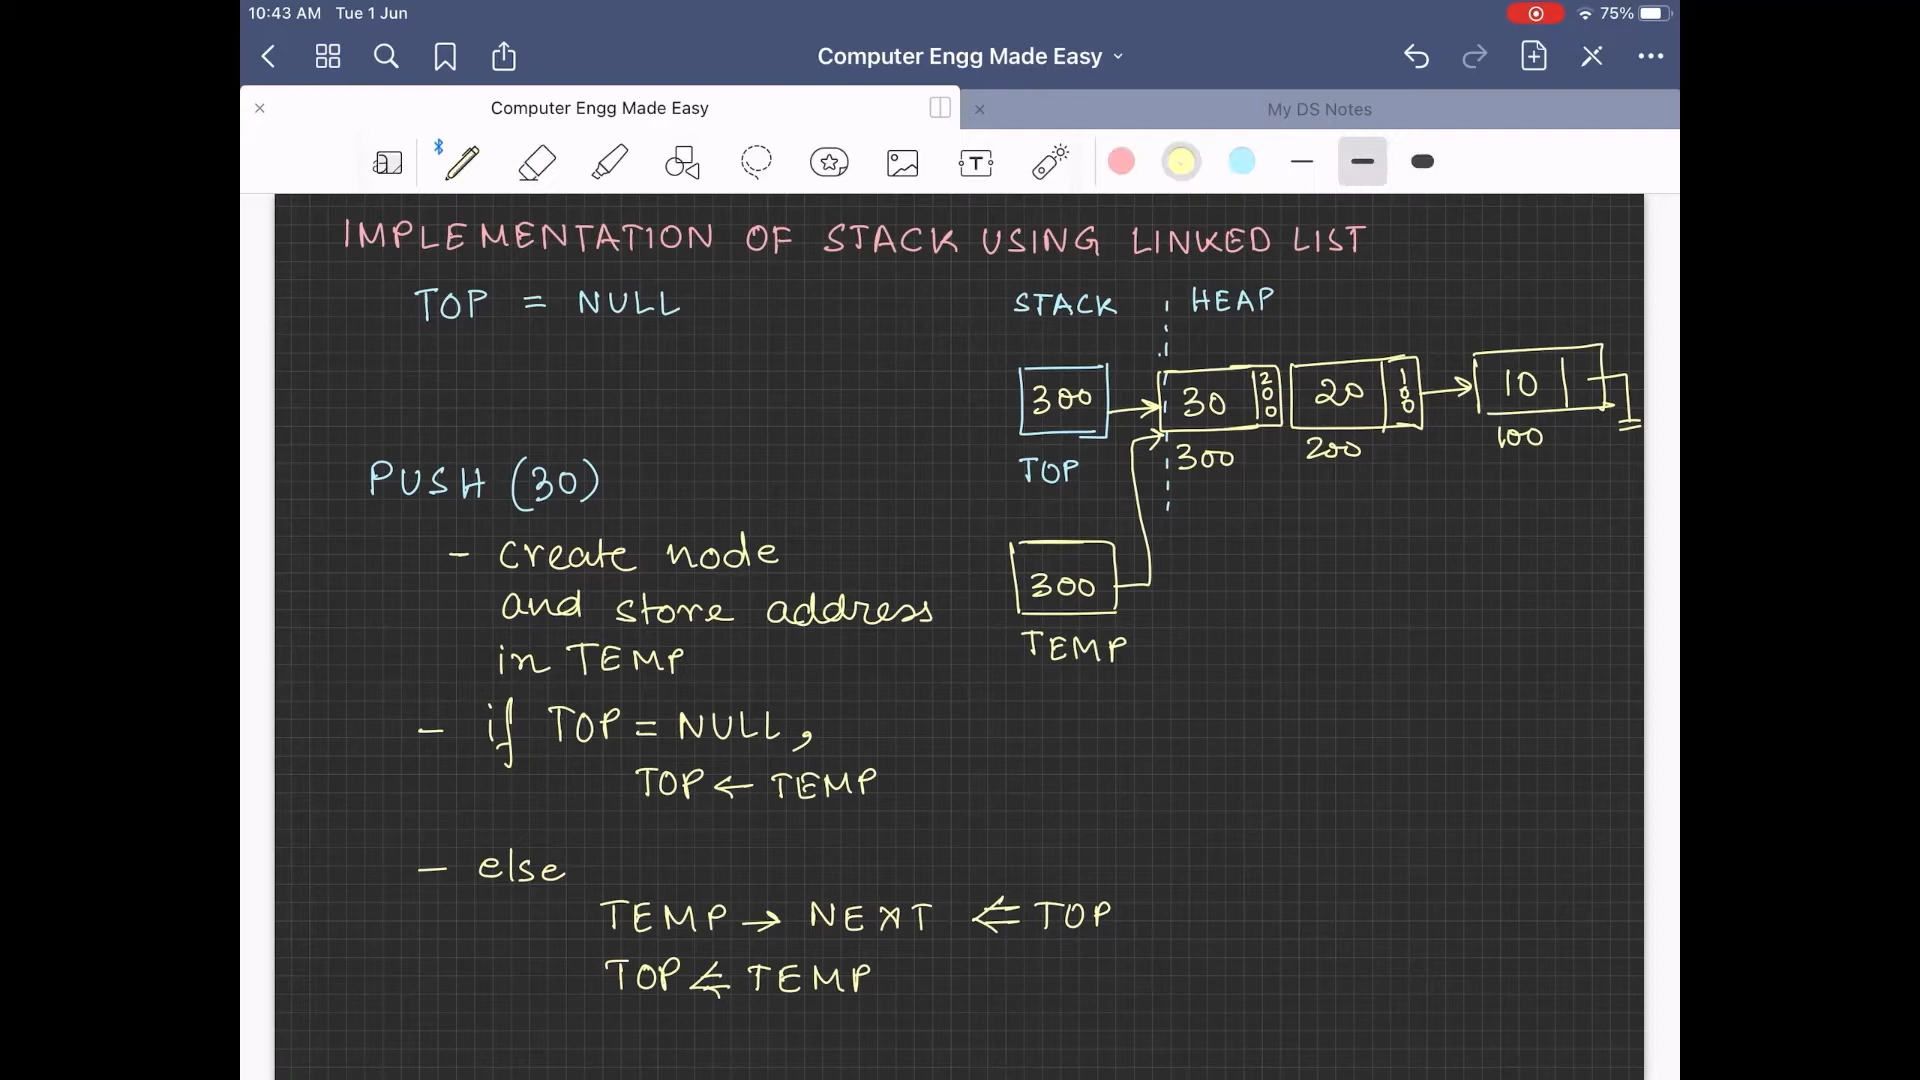 10:43 AM Tue 1 Jun
75%
Computer Engg Made Easy
Computer Engg Made Easy
My DS Notes
IMPLEMENTATION OF STACK USING LINKED LIST
TOP = NULL
STACK HEAP
300 30 200 20 100 10
TOP 300 200 100
PUSH (30)
- create node
and store address
in TEMP
300
TEMP
- if TOP = NULL,
TOP ← TEMP
- else
TEMP → NEXT ⇐ TOP
TOP ⇐ TEMP